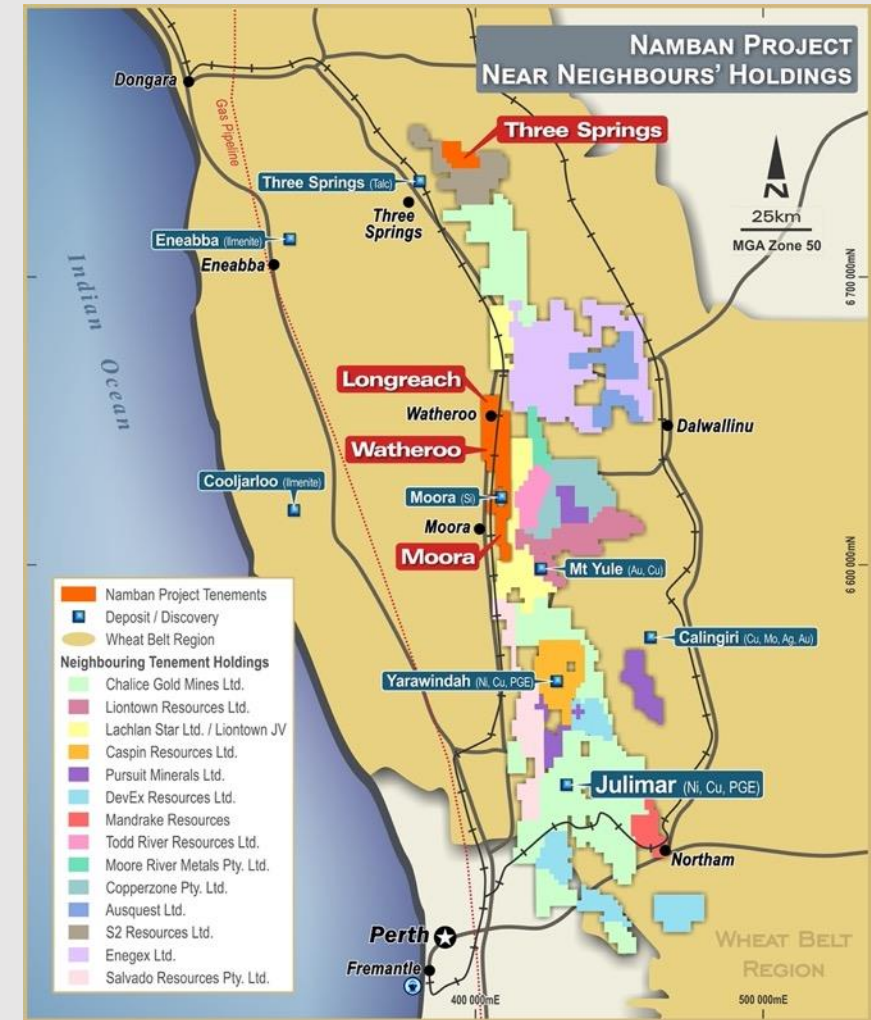 NAMBAN PROJECT
NEAR NEIGHBOURS' HOLDINGS
Dongara
Gas Pipeline
Three Springs
Three Springs (Talc)
Three
Springs
N
25km
MGA Zone 50
Eneabba (Ilmenite)
Eneabba
6 700 000mN
Indian Ocean
Longreach
Watheroo
Dalwallinu
Watheroo
Cooljarloo (Ilmenite)
Moora (Si)
Moora
Moora
Mt Yule (Au, Cu)
6 600 000mN
Calingiri (Cu, Mo, Ag, Au)
Yarawindah (Ni, Cu, PGE)
Julimar (Ni, Cu, PGE)
Northam
Perth
Fremantle
WHEAT BELT
REGION
400 000mE
500 000mE
Namban Project Tenements
Deposit / Discovery
Wheat Belt Region
Neighbouring Tenement Holdings
Chalice Gold Mines Ltd.
Liontown Resources Ltd.
Lachlan Star Ltd. / Liontown JV
Caspin Resources Ltd.
Pursuit Minerals Ltd.
DevEx Resources Ltd.
Mandrake Resources
Todd River Resources Ltd.
Moore River Metals Pty. Ltd.
Copperzone Pty. Ltd.
Ausquest Ltd.
S2 Resources Ltd.
Enegex Ltd.
Salvado Resources Pty. Ltd.